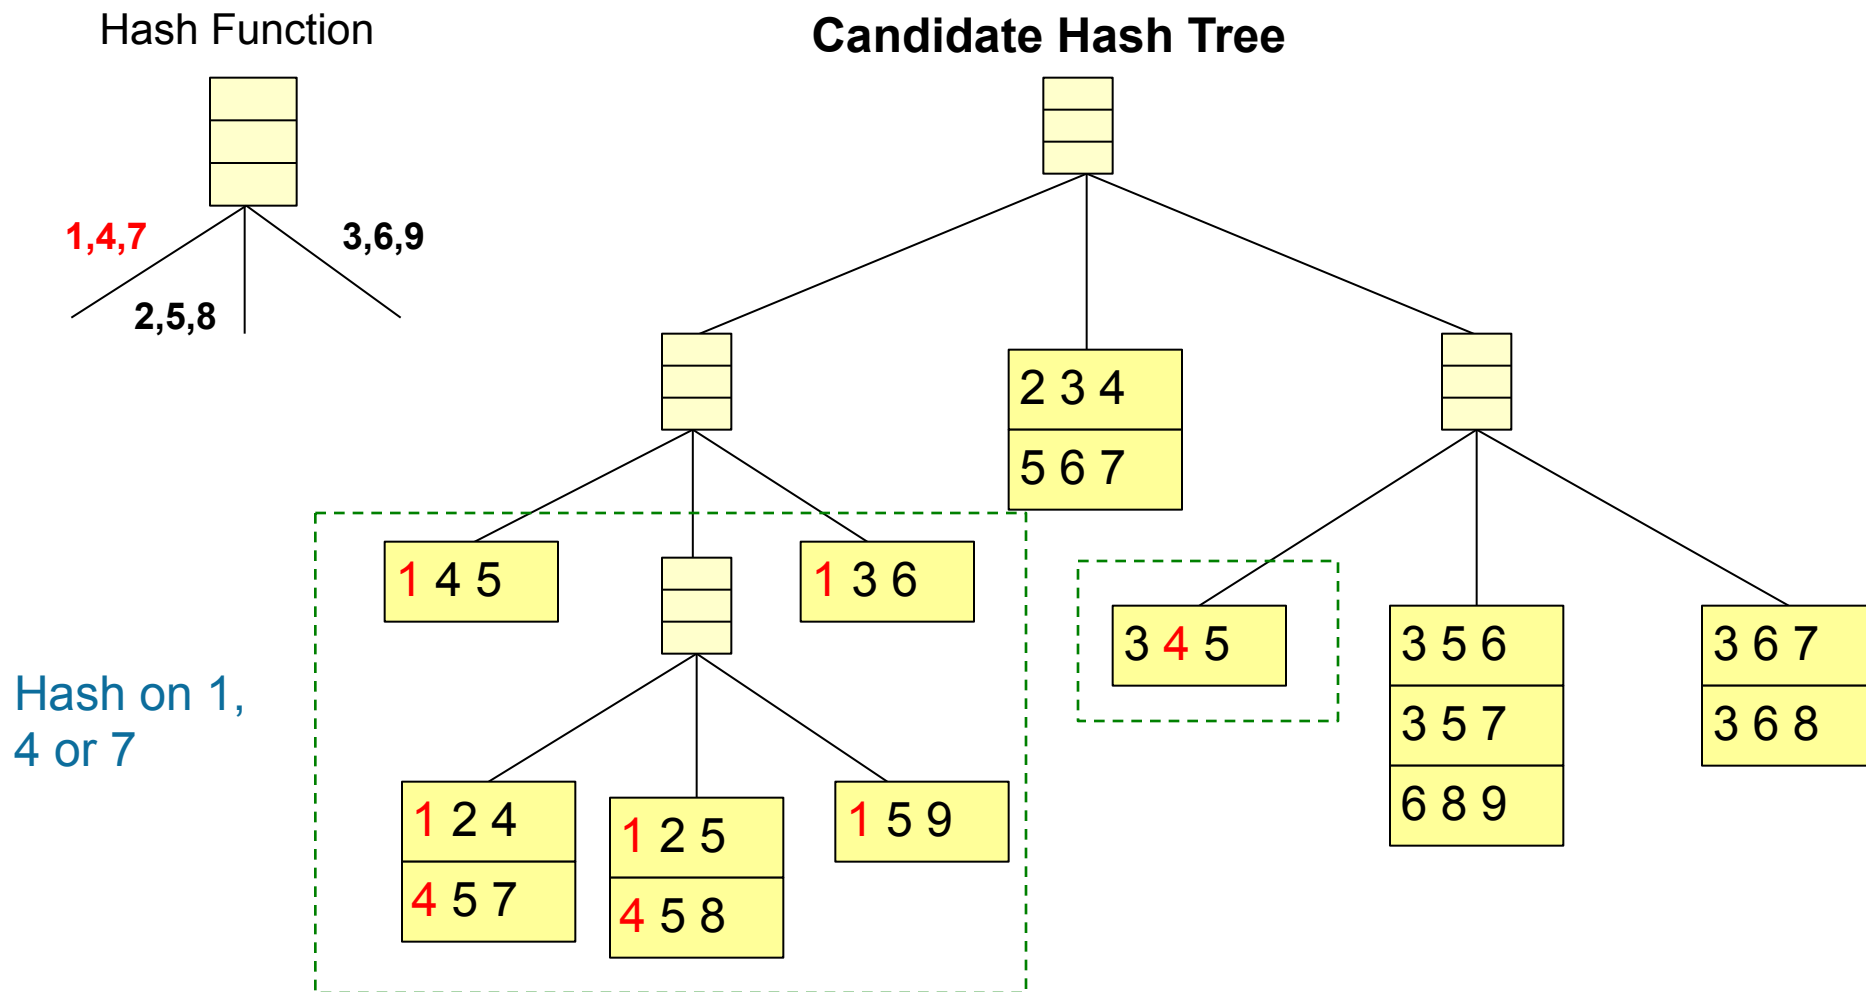 Hash Function
Candidate Hash Tree
1,4,7
3,6,9
2,5,8
2 3 4
5 6 7
1 4 5
1 3 6
3 4 5
3 5 6
3 6 7
Hash on 1,
4 or 7
3 5 7
3 6 8
6 8 9
1 2 4
1 2 5
1 5 9
4 5 7
4 5 8